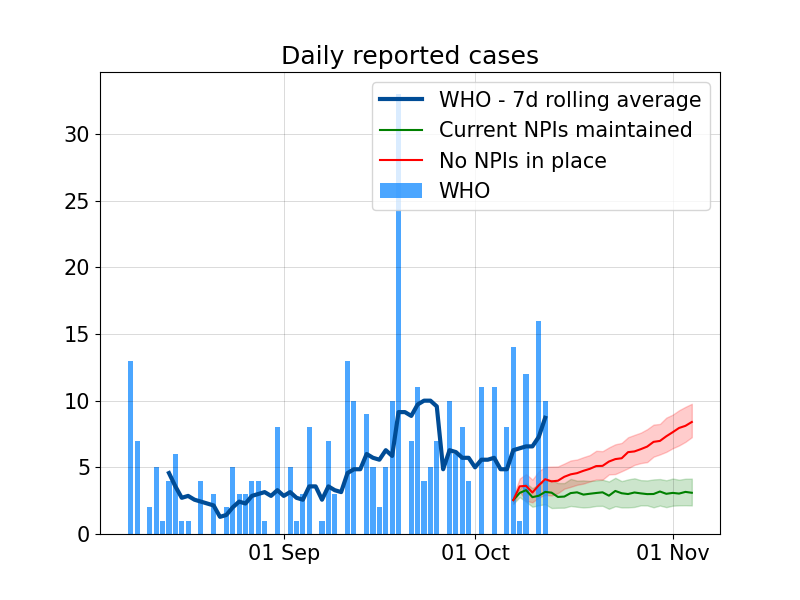 Daily reported cases
WHO - 7d rolling average
Current NPIs maintained
No NPIs in place
WHO
30
25
20
15
10
5
0
01 Sep
01 Oct
01 Nov